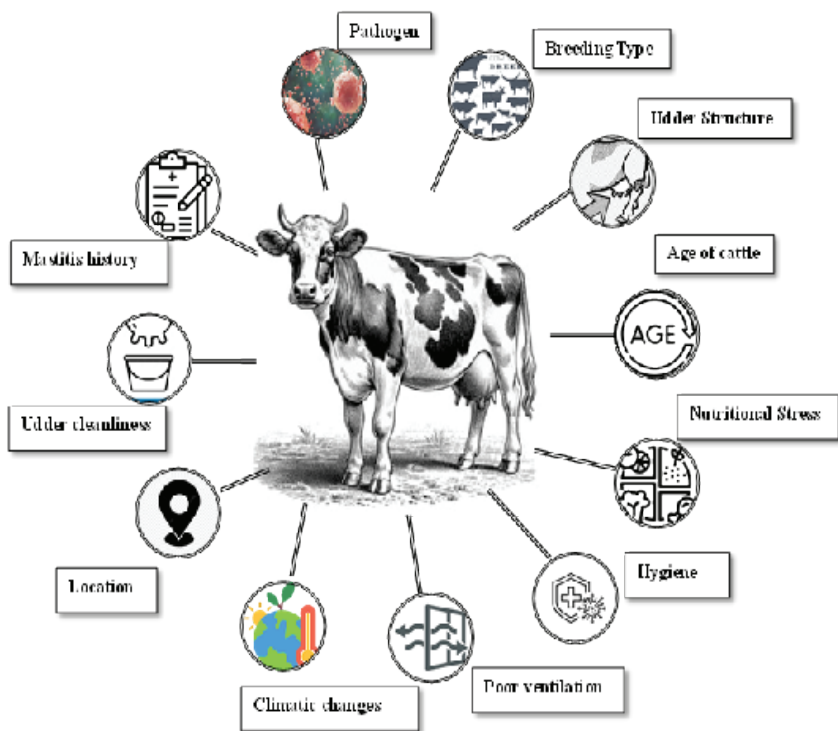 Pathogen
Breeding Type
Udder Structure
Mastitis history
Age of cattle
AGE
Udder cleanliness
Nutritional Stress
Location
Hygiene
Climatic changes
Poor ventilation